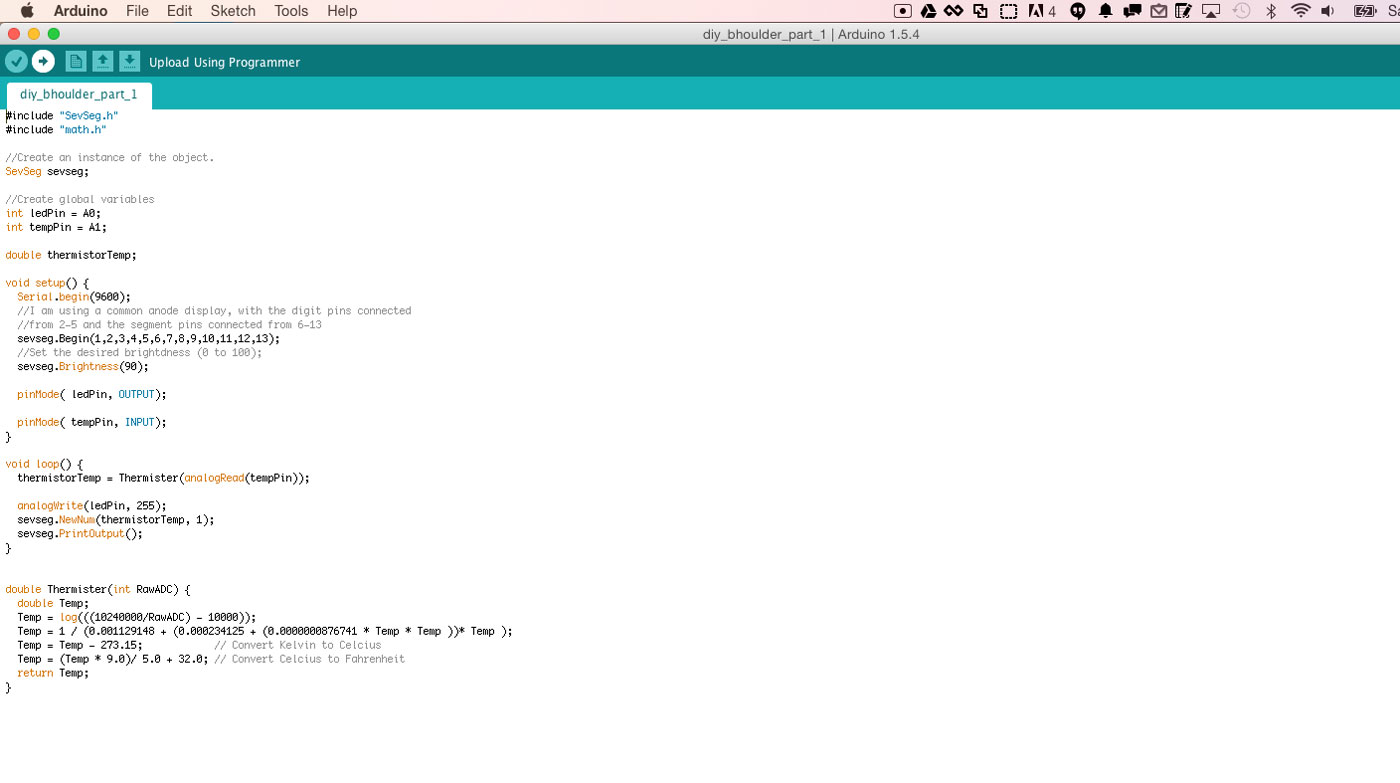 Arduino File Edit Sketch Tools Help 4
diy_bhoulder_part_1 | Arduino 1.5.4
Upload Using Programmer
diy_bhoulder_part_1
#include "SevSeg.h"
#include "math.h"
//Create an instance of the object.
SevSeg sevseg;
//Create global variables
int ledPin = A0;
int tempPin = A1;
double thermistorTemp;
void setup() {
Serial.begin(9600);
//I am using a common anode display, with the digit pins connected
//from 2-5 and the segment pins connected from 6-13
sevseg.Begin(1,2,3,4,5,6,7,8,9,10,11,12,13);
//Set the desired brightdness (0 to 100);
sevseg.Brightness(90);
pinMode( ledPin, OUTPUT);
pinMode( tempPin, INPUT);
}
void loop() {
thermistorTemp = Thermister(analogRead(tempPin));
analogWrite(ledPin, 255);
sevseg.NewNum(thermistorTemp, 1);
sevseg.PrintOutput();
}
double Thermister(int RawADC) {
double Temp;
Temp = log(((10240000/RawADC) - 10000));
Temp = 1 / (0.001129148 + (0.000234125 + (0.0000000876741 * Temp * Temp ))* Temp );
Temp = Temp - 273.15; // Convert Kelvin to Celcius
Temp = (Temp * 9.0)/ 5.0 + 32.0; // Convert Celcius to Fahrenheit
return Temp;
}